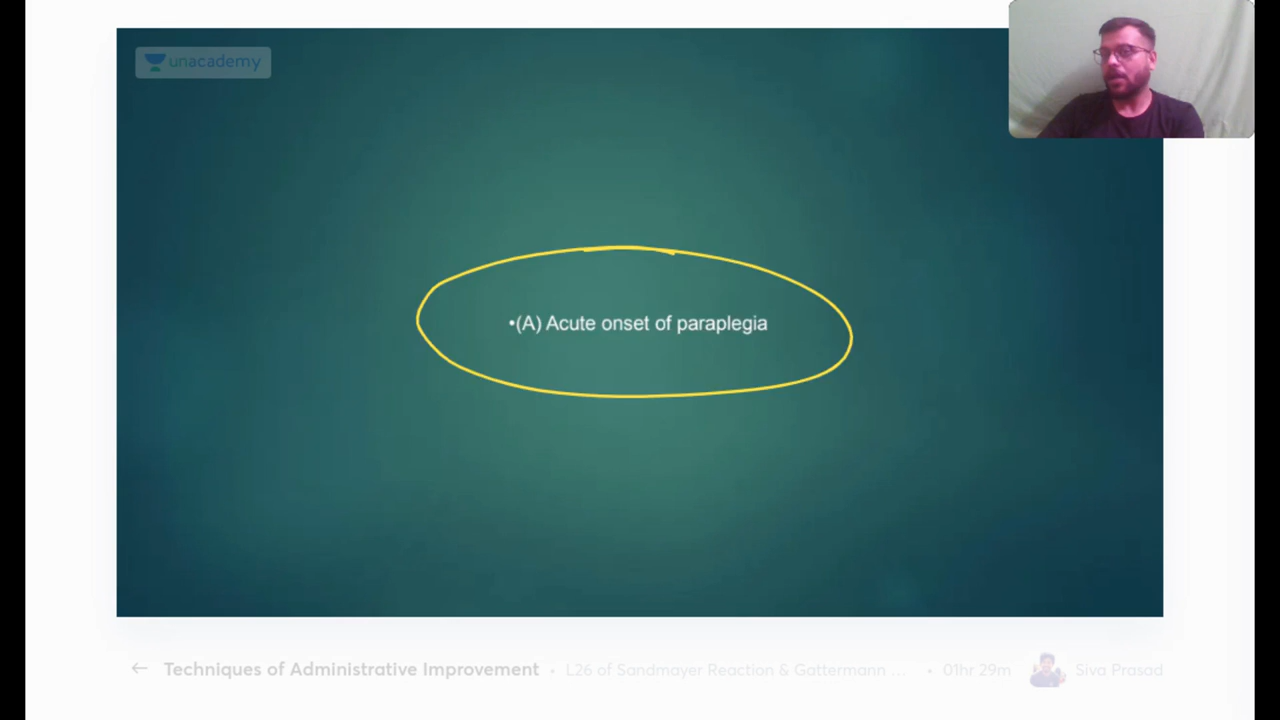 unacademy
•(A) Acute onset of paraplegia
← Techniques of Administrative Improvement • L26 of Sandmayer Reaction & Gattermann ... • 01hr 29m Siva Prasad